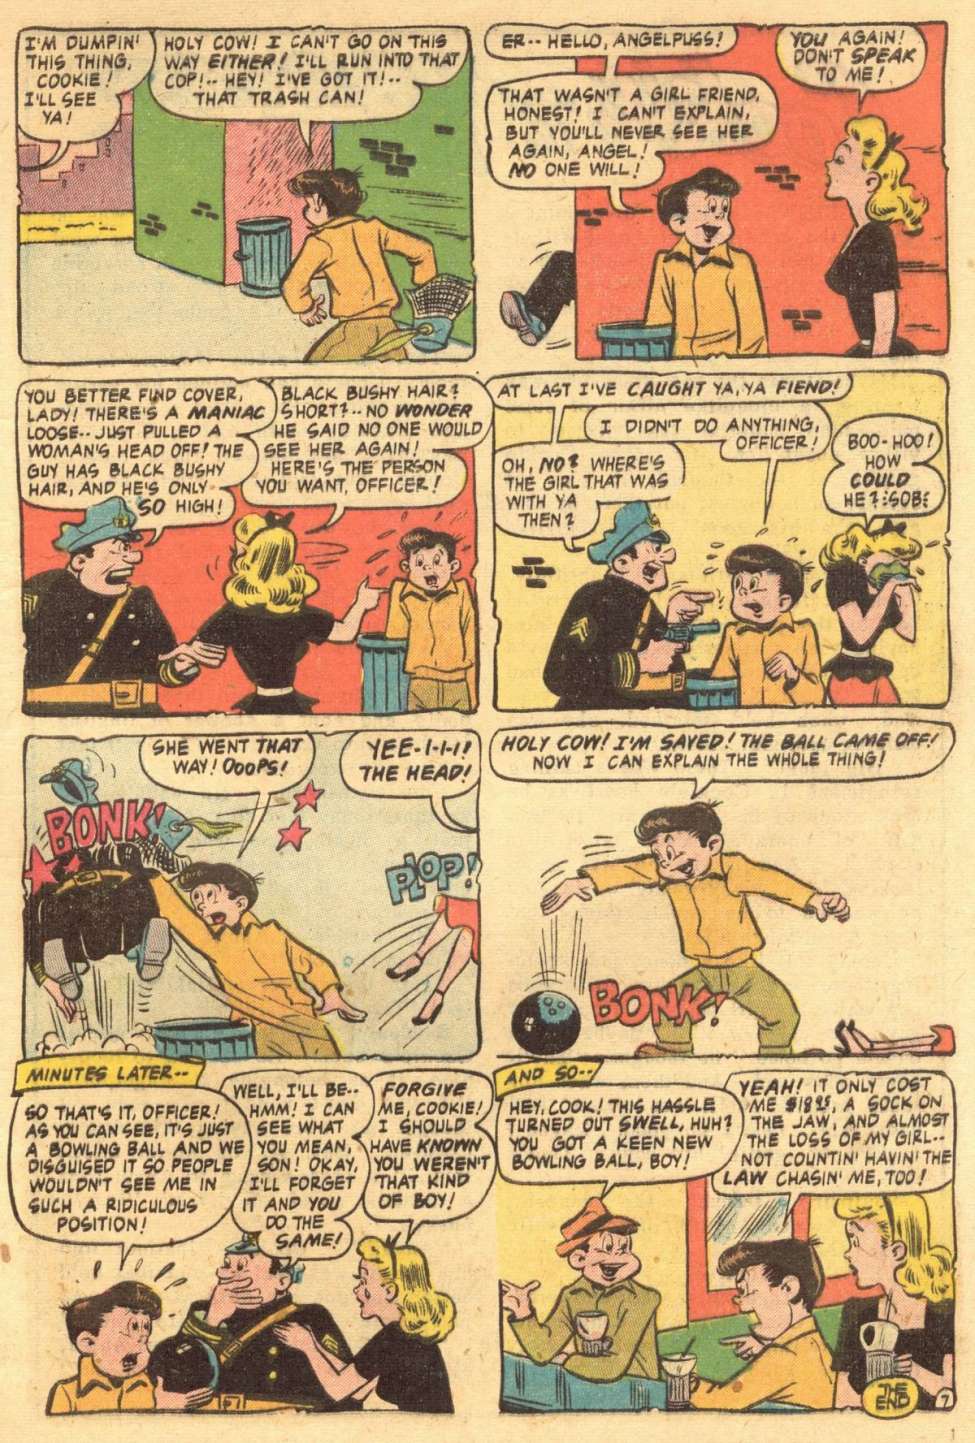 I'M DUMPIN'
THIS THING,
COOKIE!
I'LL SEE
YA!
HOLY COW! I CAN'T GO ON THIS
WAY EITHER! I'LL RUN INTO THAT
COP!-- HEY! I'VE GOT IT!--
THAT TRASH CAN!
ER-- HELLO, ANGELPUSS!
THAT WASN'T A GIRL FRIEND,
HONEST! I CAN'T EXPLAIN,
BUT YOU'LL NEVER SEE HER
AGAIN, ANGEL!
NO ONE WILL!
YOU AGAIN!
DON'T SPEAK
TO ME!
YOU BETTER FIND COVER,
LADY! THERE'S A MANIAC
LOOSE-- JUST PULLED A
WOMAN'S HEAD OFF! THE
GUY HAS BLACK BUSHY
HAIR, AND HE'S ONLY
SO HIGH!
BLACK BUSHY HAIR?
SHORT?-- NO WONDER
HE SAID NO ONE WOULD
SEE HER AGAIN!
HERE'S THE PERSON
YOU WANT, OFFICER!
AT LAST I'VE CAUGHT YA, YA FIEND!
I DIDN'T DO ANYTHING,
OFFICER!
OH, NO? WHERE'S
THE GIRL THAT WAS
WITH YA
THEN?
BOO-HOO!
HOW
COULD
HE? :SOB:
SHE WENT THAT
WAY! OOOPS!
YEE-I-I-I!
THE HEAD!
BONK!
PLOP!
HOLY COW! I'M SAVED! THE BALL CAME OFF!
NOW I CAN EXPLAIN THE WHOLE THING!
BONK!
MINUTES LATER--
SO THAT'S IT, OFFICER!
AS YOU CAN SEE, IT'S JUST
A BOWLING BALL AND WE
DISGUISED IT SO PEOPLE
WOULDN'T SEE ME IN
SUCH A RIDICULOUS
POSITION!
WELL, I'LL BE--
HMM! I CAN
SEE WHAT
YOU MEAN,
SON! OKAY,
I'LL FORGET
IT AND YOU
DO THE
SAME!
FORGIVE
ME, COOKIE!
I SHOULD
HAVE KNOWN
YOU WEREN'T
THAT KIND
OF BOY!
AND SO--
HEY, COOK! THIS HASSLE
TURNED OUT SWELL, HUH?
YOU GOT A KEEN NEW
BOWLING BALL, BOY!
YEAH! IT ONLY COST
ME $18.95, A SOCK ON
THE JAW, AND ALMOST
THE LOSS OF MY GIRL--
NOT COUNTIN' HAVIN' THE
LAW CHASIN' ME, TOO!
THE
END
7